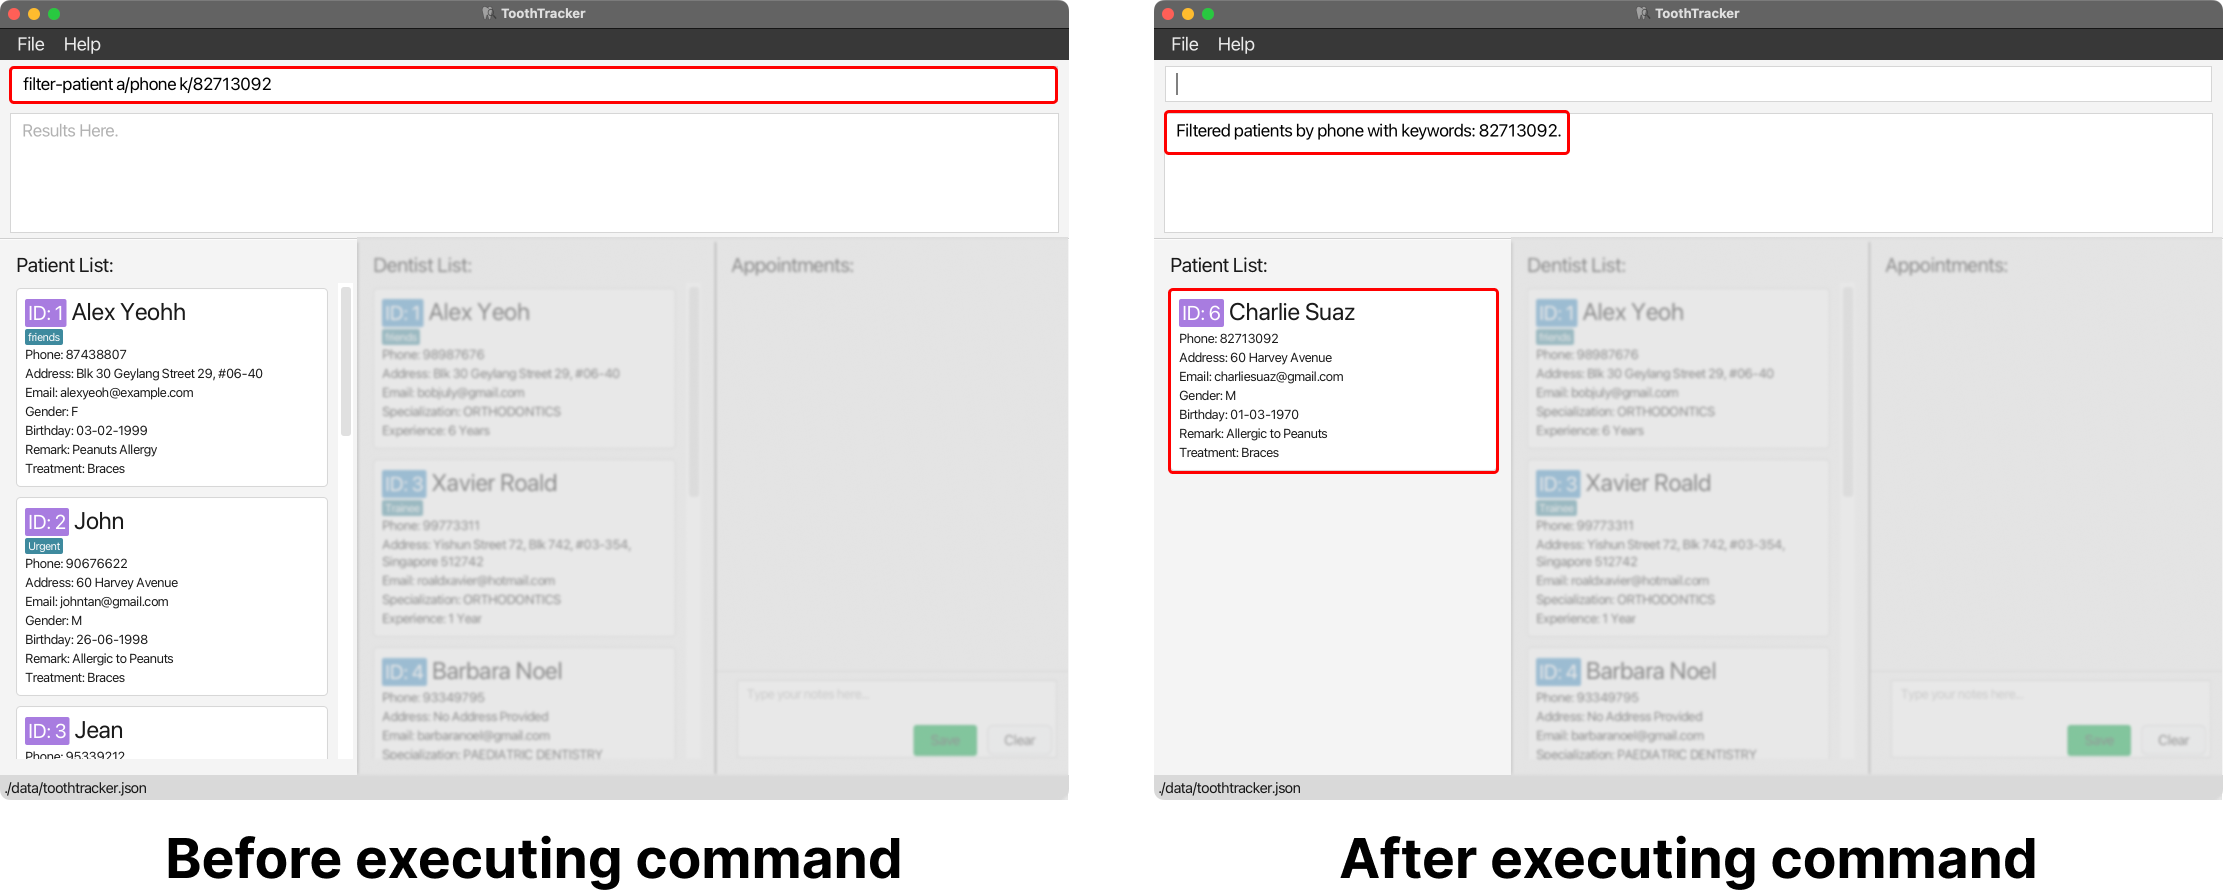 ToothTracker
File Help
filter-patient a/phone k/82713092
Results Here.
Patient List:
ID: 1 Alex Yeohh
friends
Phone: 87438807
Address: Blk 30 Geylang Street 29, #06-40
Email: alexyeoh@example.com
Gender: F
Birthday: 03-02-1999
Remark: Peanuts Allergy
Treatment: Braces
ID: 2 John
Urgent
Phone: 90676622
Address: 60 Harvey Avenue
Email: johntan@gmail.com
Gender: M
Birthday: 26-06-1998
Remark: Allergic to Peanuts
Treatment: Braces
ID: 3 Jean
Phone: 95339212
Dentist List:
ID: 1 Alex Yeoh
friends
Phone: 98987676
Address: Blk 30 Geylang Street 29, #06-40
Email: bobjuly@gmail.com
Specialization: ORTHODONTICS
Experience: 6 Years
ID: 3 Xavier Roald
Trainee
Phone: 99773311
Address: Yishun Street 72, Blk 742, #03-354,
Singapore 512742
Email: roaldxavier@hotmail.com
Specialization: ORTHODONTICS
Experience: 1 Year
ID: 4 Barbara Noel
Phone: 93349795
Address: No Address Provided
Email: barbaranoel@gmail.com
Specialization: PAEDIATRIC DENTISTRY
Appointments:
Type your notes here...
Save Clear
./data/toothtracker.json
Before executing command
ToothTracker
File Help
Filtered patients by phone with keywords: 82713092.
Patient List:
ID: 6 Charlie Suaz
Phone: 82713092
Address: 60 Harvey Avenue
Email: charliesuaz@gmail.com
Gender: M
Birthday: 01-03-1970
Remark: Allergic to Peanuts
Treatment: Braces
Dentist List:
ID: 1 Alex Yeoh
friends
Phone: 98987676
Address: Blk 30 Geylang Street 29, #06-40
Email: bobjuly@gmail.com
Specialization: ORTHODONTICS
Experience: 6 Years
ID: 3 Xavier Roald
Trainee
Phone: 99773311
Address: Yishun Street 72, Blk 742, #03-354,
Singapore 512742
Email: roaldxavier@hotmail.com
Specialization: ORTHODONTICS
Experience: 1 Year
ID: 4 Barbara Noel
Phone: 93349795
Address: No Address Provided
Email: barbaranoel@gmail.com
Specialization: PAEDIATRIC DENTISTRY
Appointments:
Type your notes here...
Save Clear
./data/toothtracker.json
After executing command